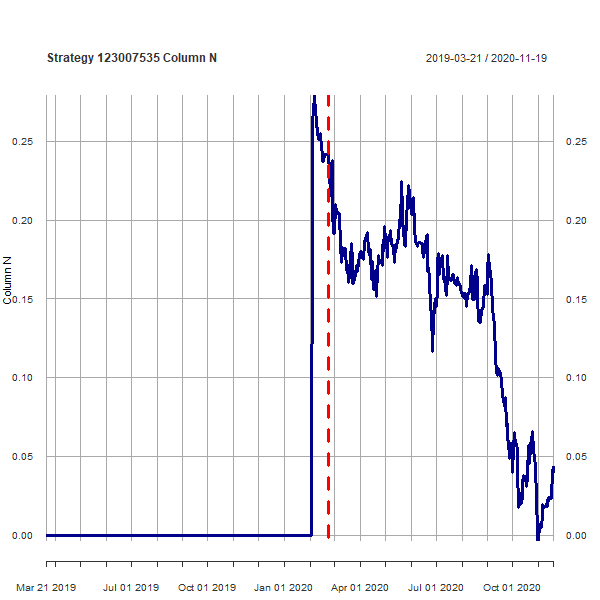 Strategy 123007535 Column N
2019-03-21 / 2020-11-19
Column N
0.25
0.20
0.15
0.10
0.05
0.00
0.25
0.20
0.15
0.10
0.05
0.00
Mar 21 2019
Jul 01 2019
Oct 01 2019
Jan 01 2020
Apr 01 2020
Jul 01 2020
Oct 01 2020